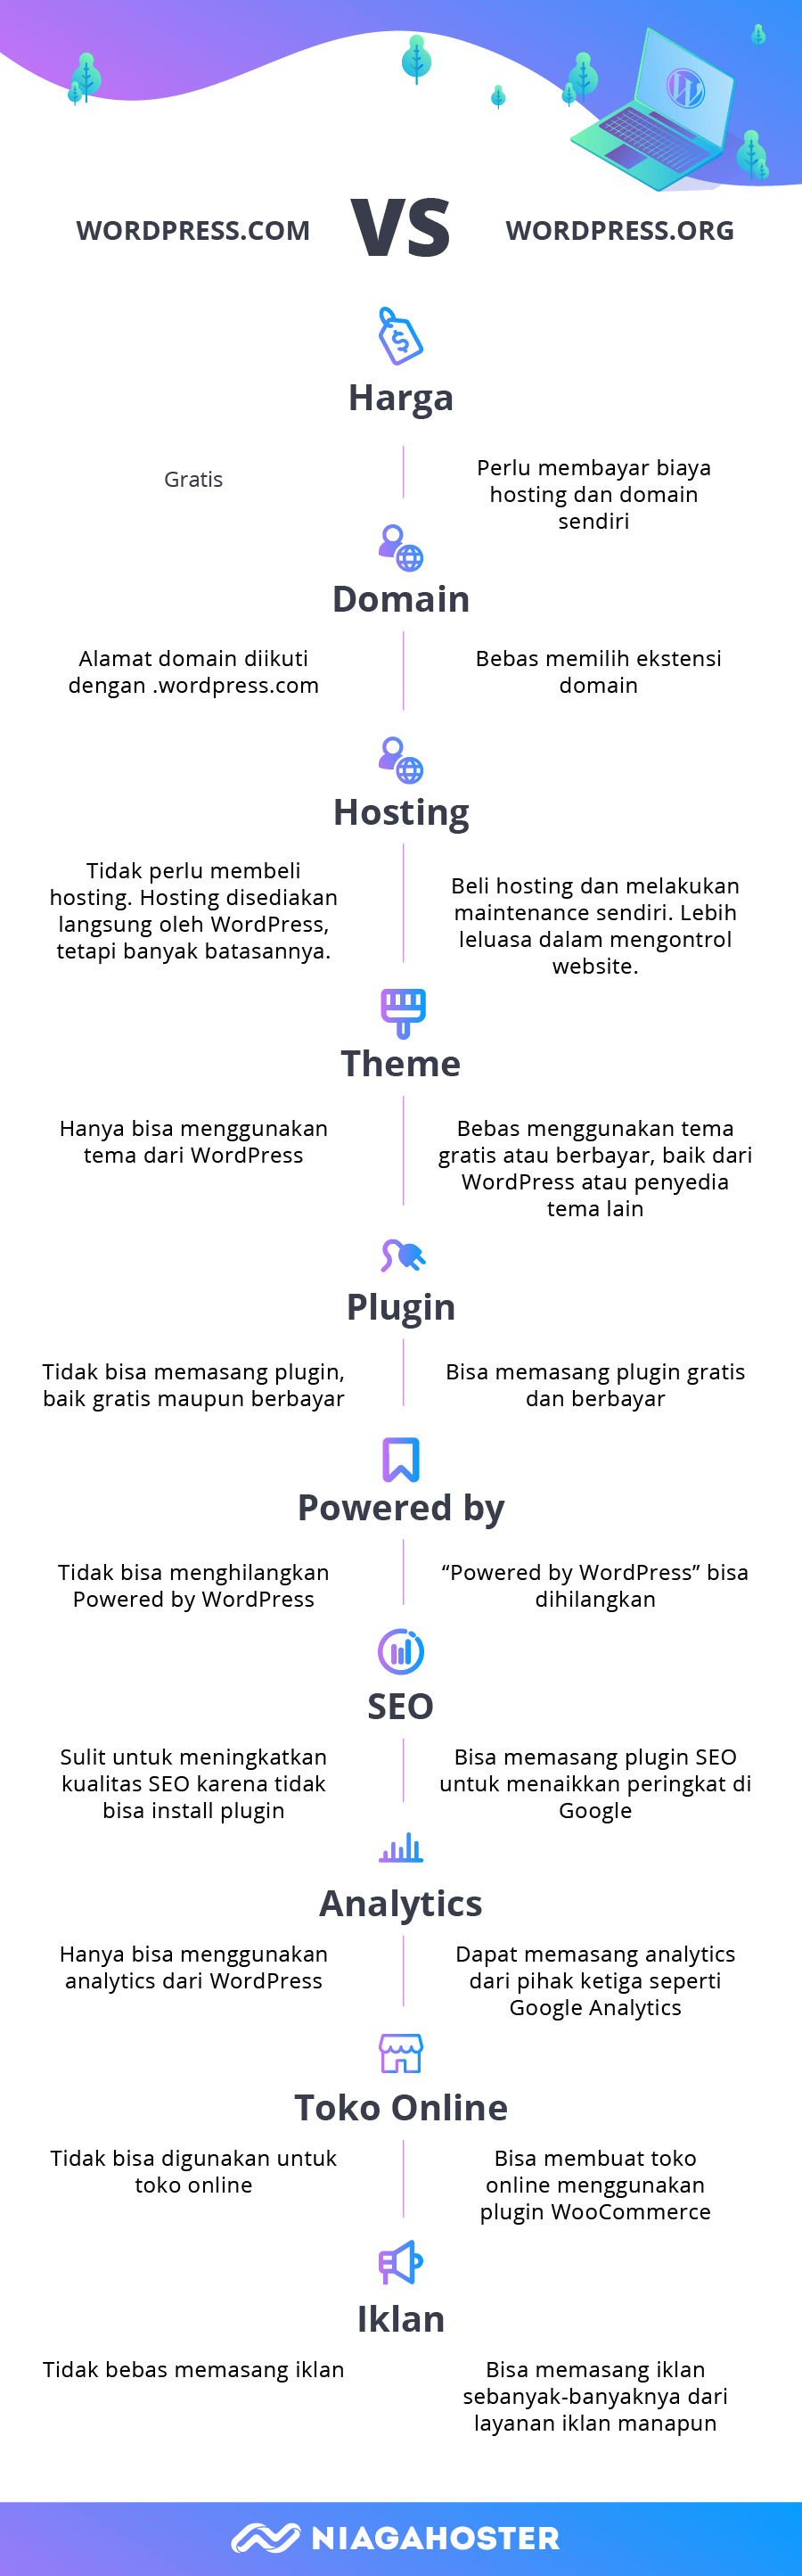 WORDPRESS.COM
VS
WORDPRESS.ORG
Harga
Gratis
Perlu membayar biaya
hosting dan domain
sendiri
Domain
Alamat domain diikuti
dengan .wordpress.com
Bebas memilih ekstensi
domain
Hosting
Tidak perlu membeli
hosting. Hosting disediakan
langsung oleh WordPress,
tetapi banyak batasannya.
Beli hosting dan melakukan
maintenance sendiri. Lebih
leluasa dalam mengontrol
website.
Theme
Hanya bisa menggunakan
tema dari WordPress
Bebas menggunakan tema
gratis atau berbayar, baik dari
WordPress atau penyedia
tema lain
Plugin
Tidak bisa memasang plugin,
baik gratis maupun berbayar
Bisa memasang plugin gratis
dan berbayar
Powered by
Tidak bisa menghilangkan
Powered by WordPress
“Powered by WordPress” bisa
dihilangkan
SEO
Sulit untuk meningkatkan
kualitas SEO karena tidak
bisa install plugin
Bisa memasang plugin SEO
untuk menaikkan peringkat di
Google
Analytics
Hanya bisa menggunakan
analytics dari WordPress
Dapat memasang analytics
dari pihak ketiga seperti
Google Analytics
Toko Online
Tidak bisa digunakan untuk
toko online
Bisa membuat toko
online menggunakan
plugin WooCommerce
Iklan
Tidak bebas memasang iklan
Bisa memasang iklan
sebanyak-banyaknya dari
layanan iklan manapun
NIAGAHOSTER